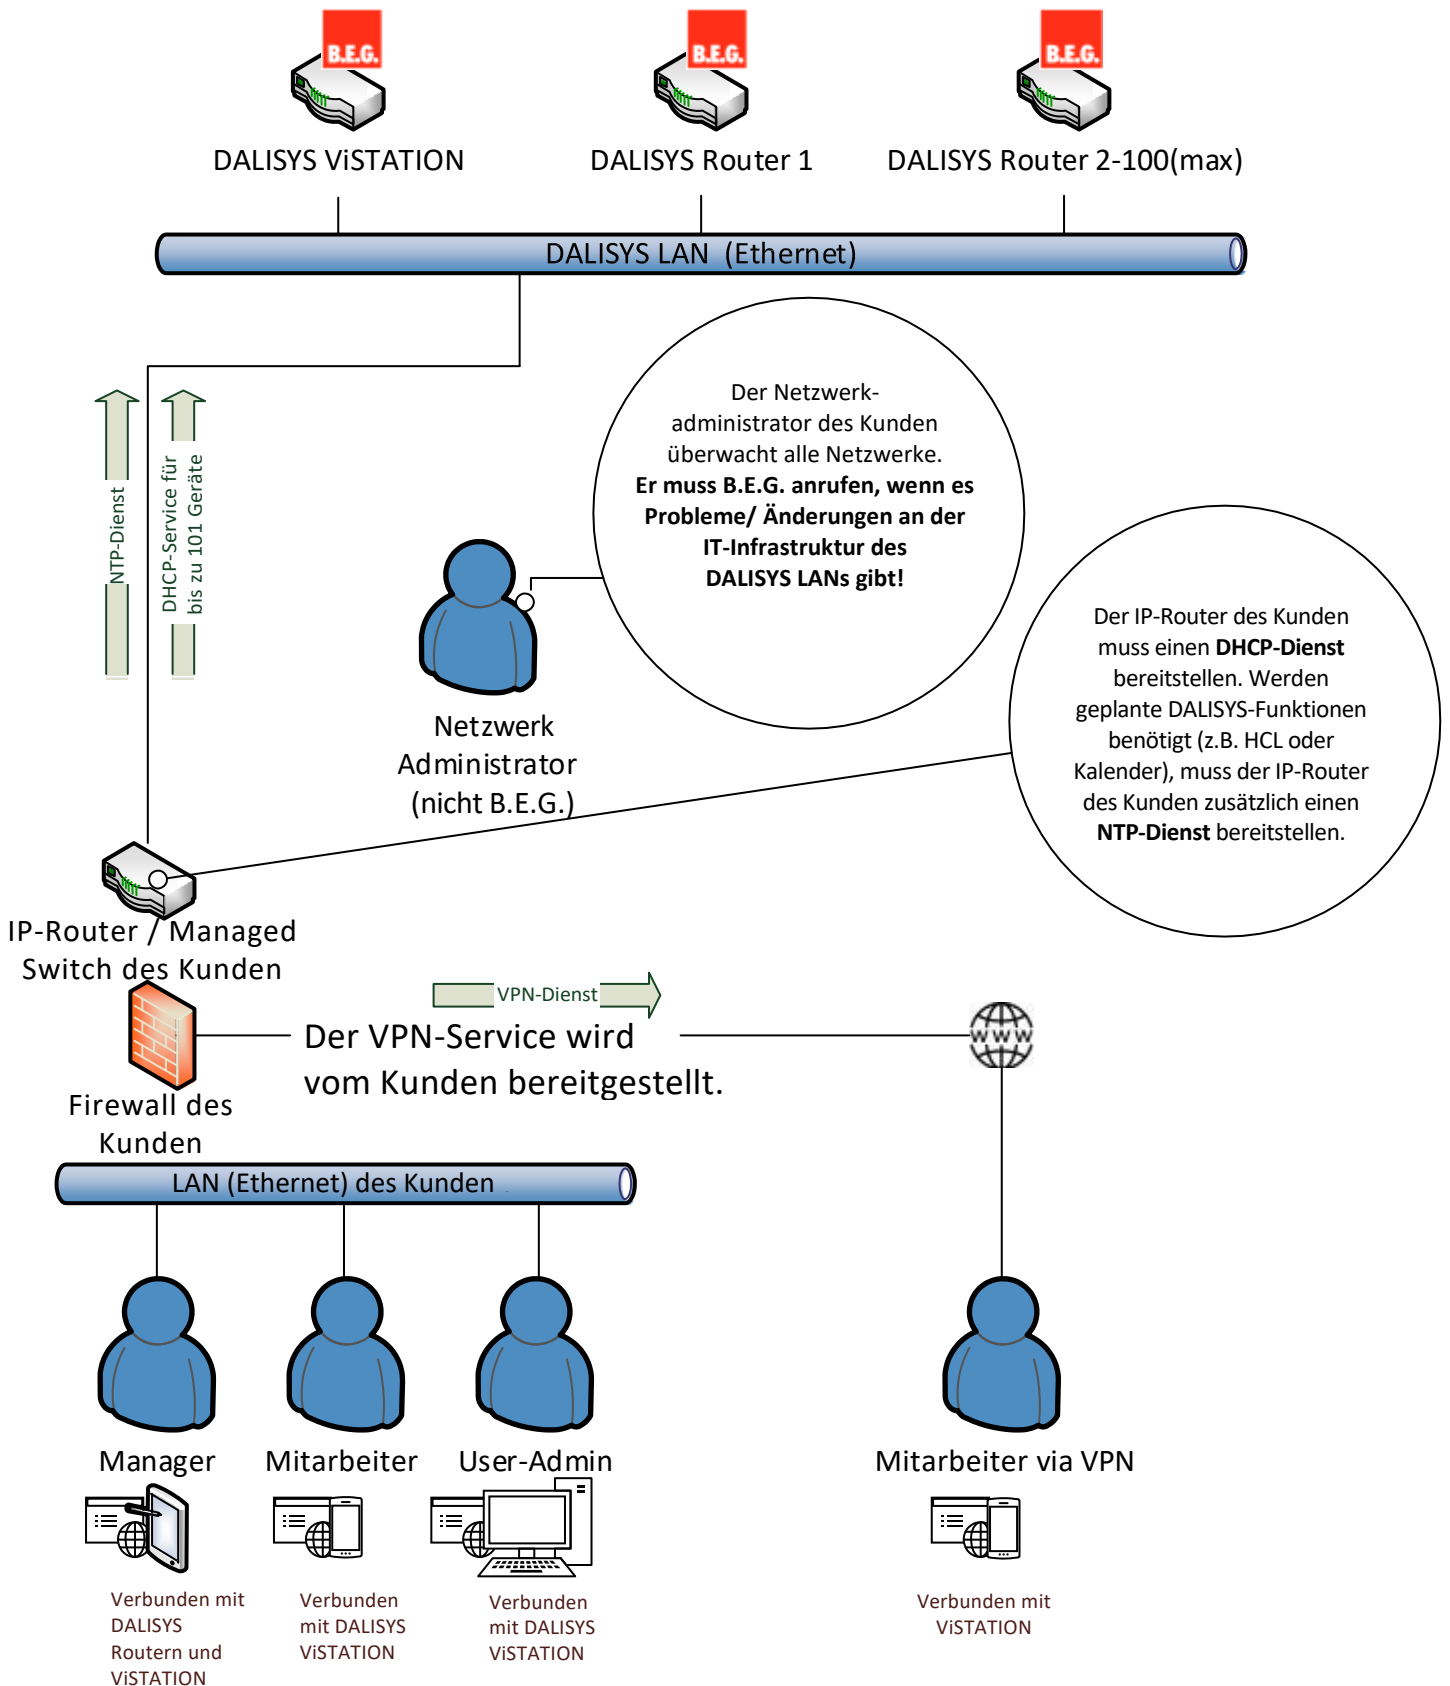 B.E.G.
B.E.G.
B.E.G.
DALISYS ViSTATION
DALISYS Router 1
DALISYS Router 2-100(max)
DALISYS LAN (Ethernet)
Der Netzwerk-
administrator des Kunden
überwacht alle Netzwerke.
Er muss B.E.G. anrufen, wenn es
Probleme/ Änderungen an der
IT-Infrastruktur des
DALISYS LANs gibt!
NTP-Dienst
DHCP-Service für
bis zu 101 Geräte
Der IP-Router des Kunden
muss einen DHCP-Dienst
bereitstellen. Werden
geplante DALISYS-Funktionen
benötigt (z.B. HCL oder
Kalender), muss der IP-Router
des Kunden zusätzlich einen
NTP-Dienst bereitstellen.
Netzwerk
Administrator
(nicht B.E.G.)
IP-Router / Managed
Switch des Kunden
VPN-Dienst
Der VPN-Service wird
vom Kunden bereitgestellt.
WWW
Firewall des
Kunden
LAN (Ethernet) des Kunden
Manager
Mitarbeiter
User-Admin
Mitarbeiter via VPN
Verbunden mit
DALISYS
Routern und
ViSTATION
Verbunden
mit DALISYS
ViSTATION
Verbunden
mit DALISYS
ViSTATION
Verbunden mit
ViSTATION